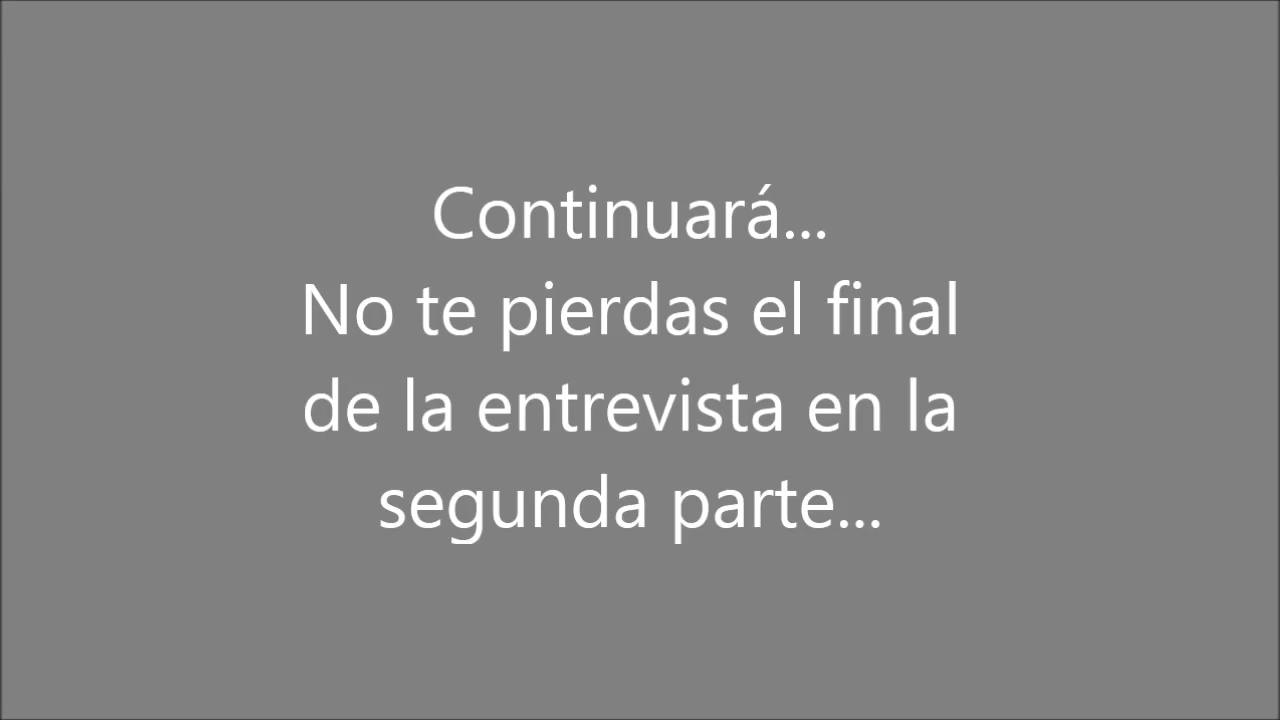 Continuará...
No te pierdas el final
de la entrevista en la
segunda parte...